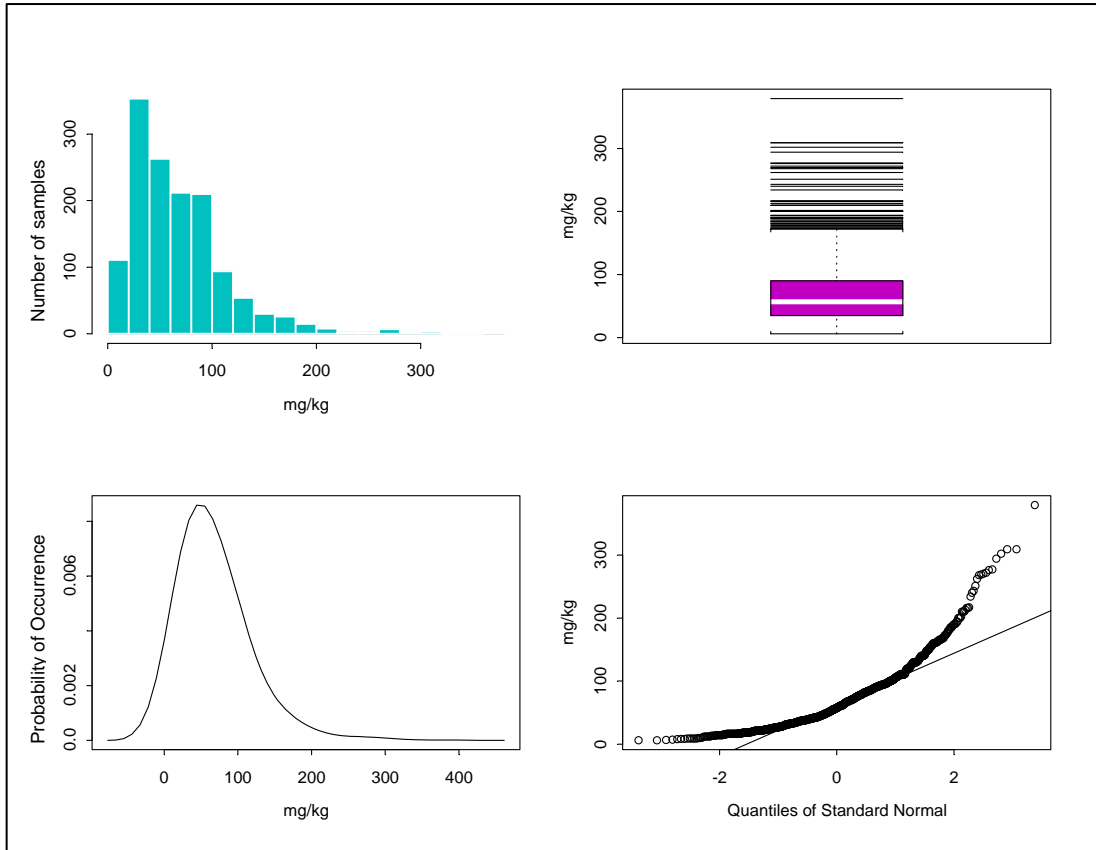 Number of samples
300
200
100
0
0 100 200 300
mg/kg
mg/kg
300
200
100
0
Probability of Occurrence
0.006
0.002
0.0
0 100 200 300 400
mg/kg
mg/kg
300
200
100
0
-2 0 2
Quantiles of Standard Normal